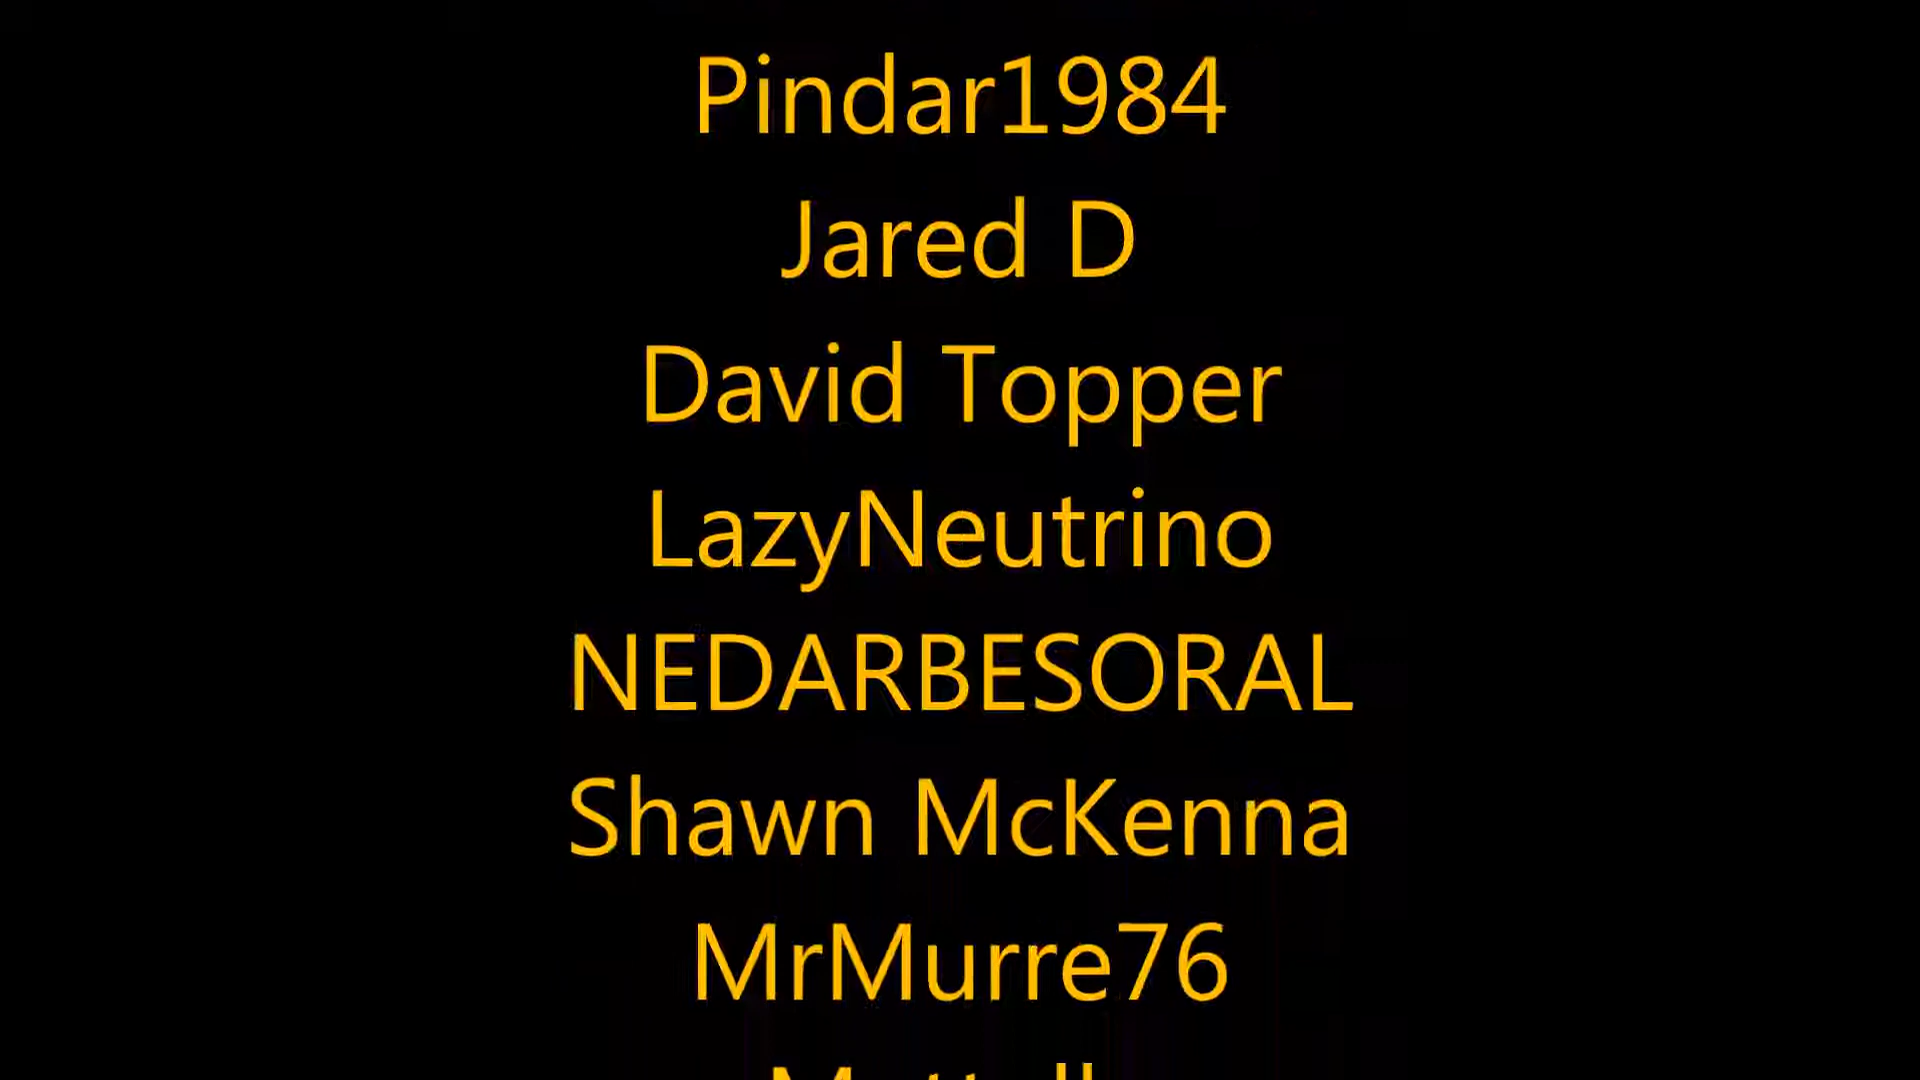 Pindar1984
Jared D
David Topper
LazyNeutrino
NEDARBESORAL
Shawn McKenna
MrMurre76